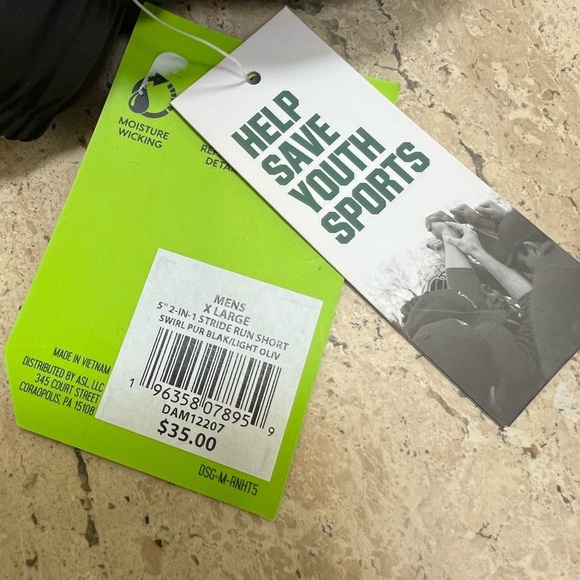 MOISTURE
WICKING
HELP
SAVE
YOUTH
SPORTS
MENS
X LARGE
5" 2-IN-1 STRIDE RUN SHORT
SWIRL PUR BLAK/LIGHT OLIV
1 96358 07895 9
DAM12207
$35.00
MADE IN VIETNAM
DISTRIBUTED BY ASL, LLC
345 COURT STREET
CORAOPOLIS, PA 15108
DSG-M-RNHT5